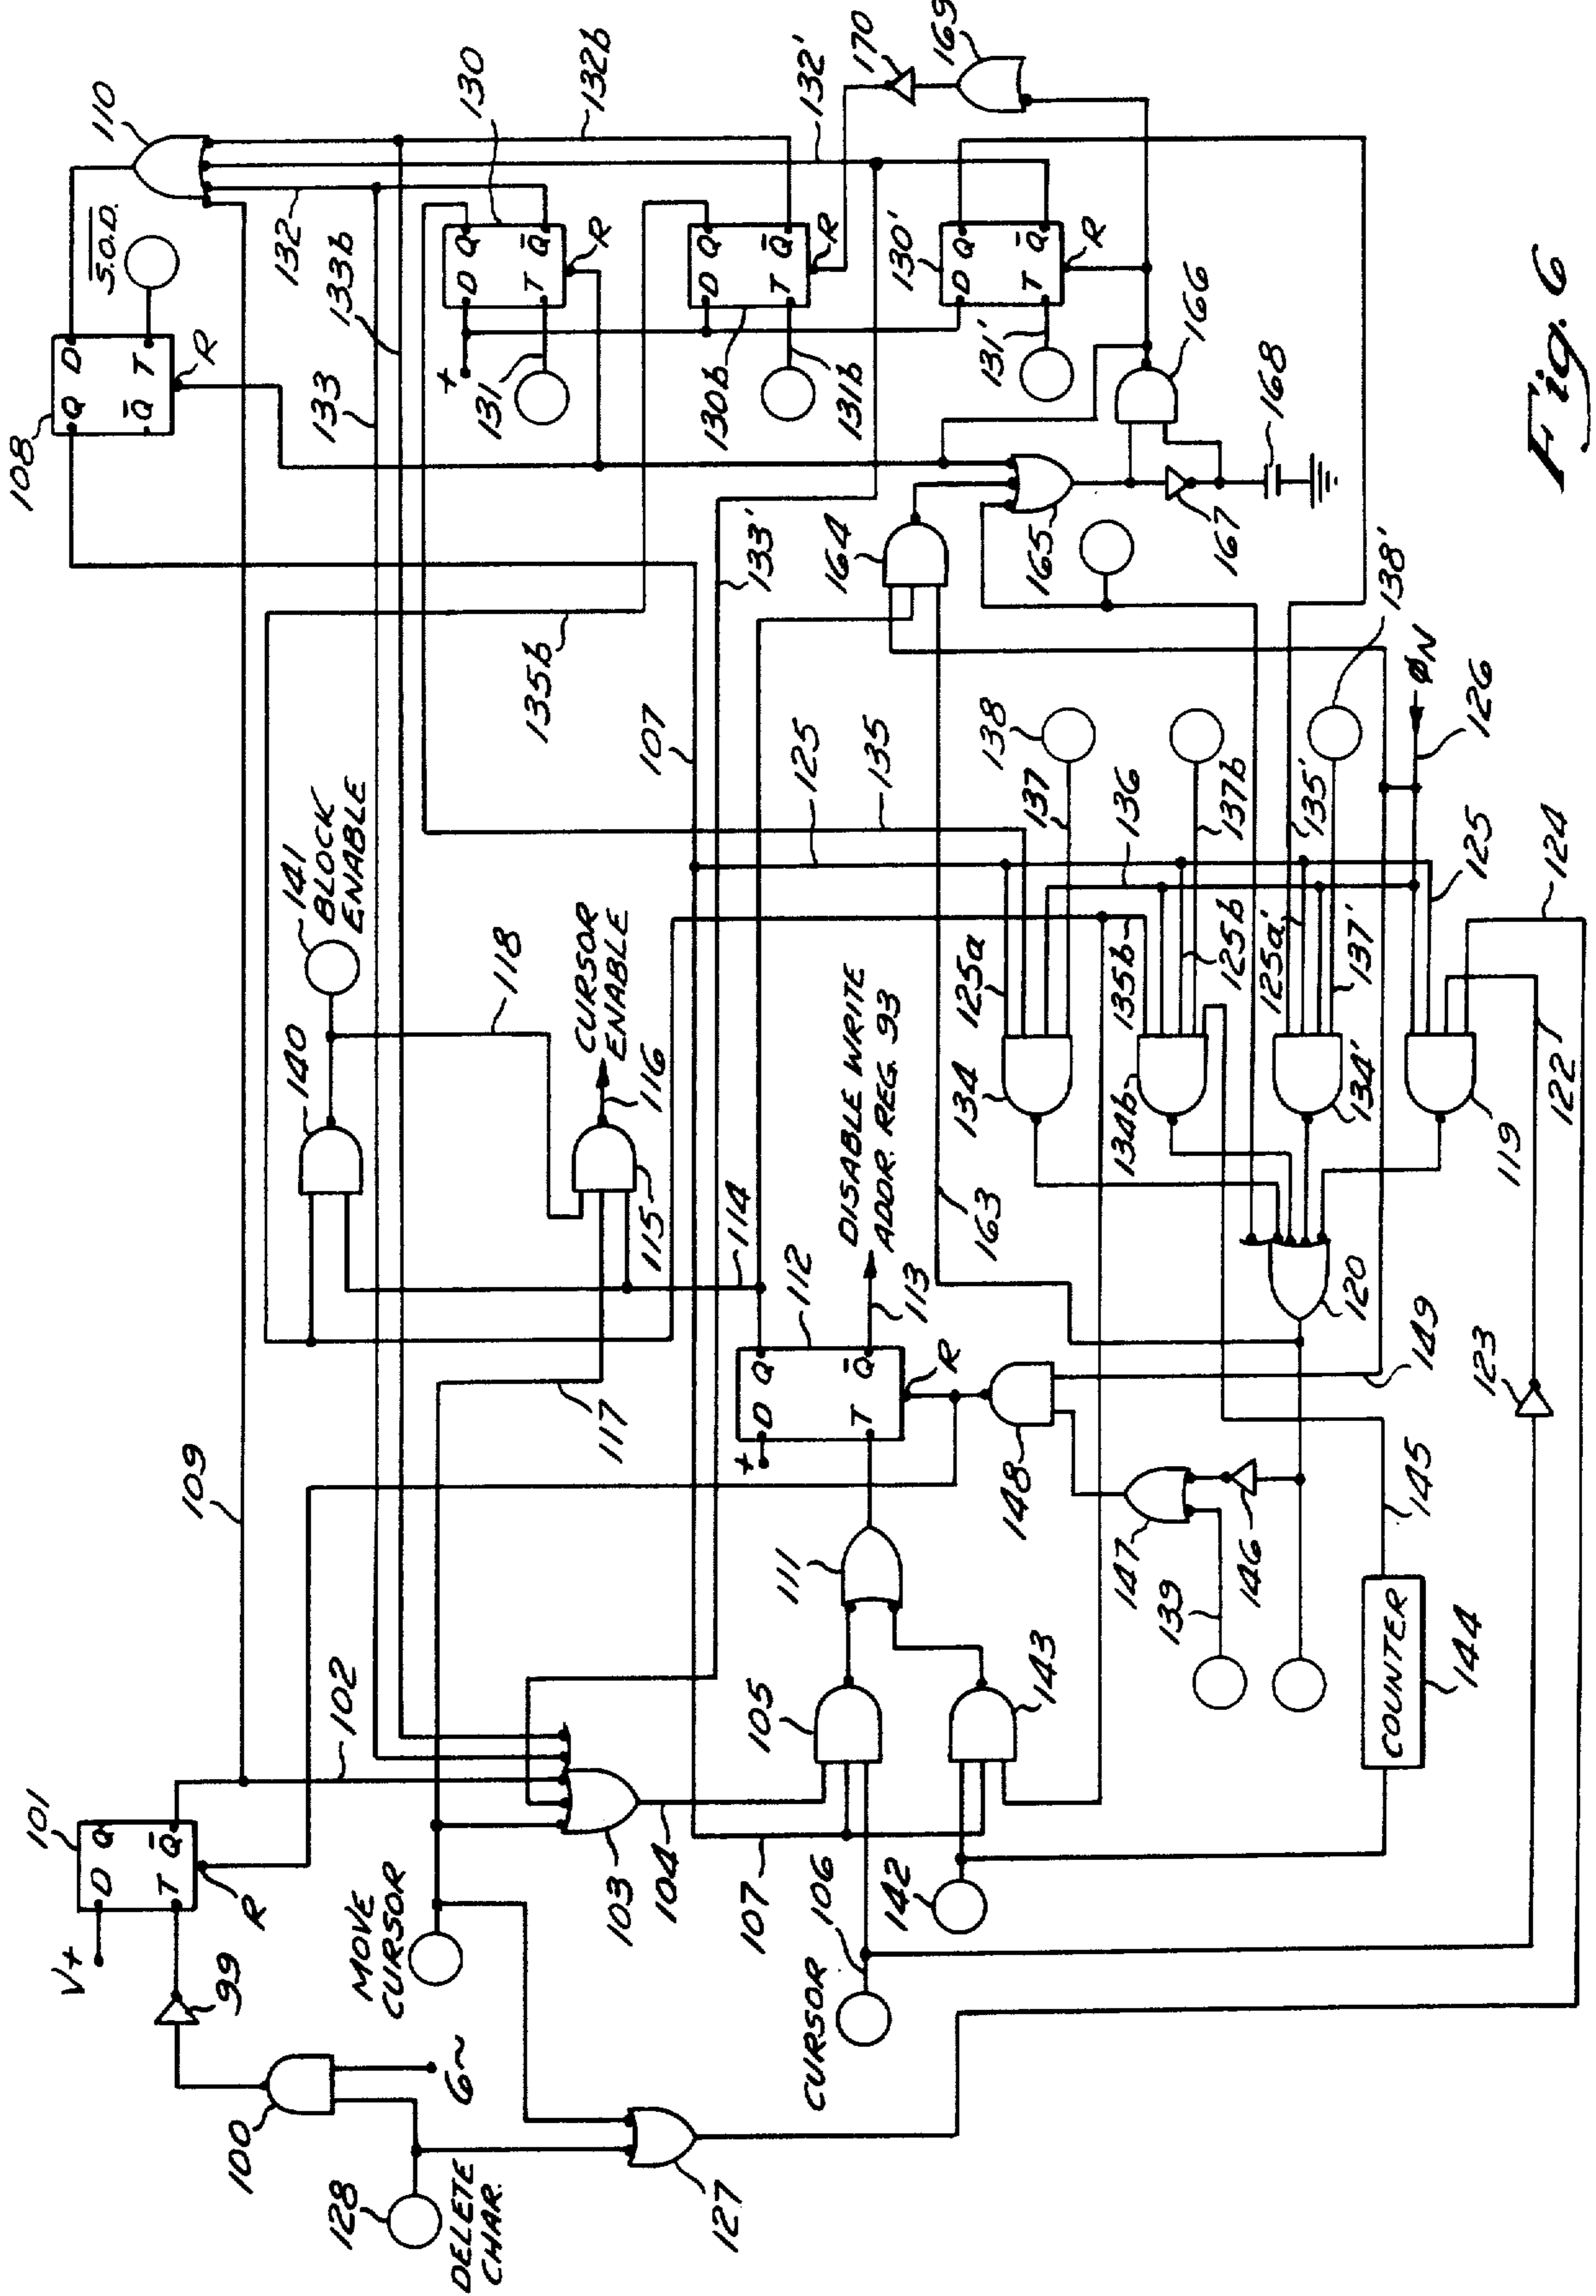 108
Q
D
Q̅
T
R
S.O.D.
110
132
133
133b
130
D
Q
T
Q̅
R
132b
131
+
130b
D
Q
T
Q̅
R
131b
132'
130'
D
Q
T
Q̅
R
131'
170
169
166
167
168
165
164
133'
135b
107
125
135
138
137
136
137b
135'
138'
ΦN
126
125
124
141
BLOCK
ENABLE
140
118
CURSOR
ENABLE
116
115
114
117
109
112
D
Q
T
Q̅
R
+
113
DISABLE WRITE
ADDR. REG. 93
163
125a
134
135b
134b
125b
125a'
137'
134'
119
122'
120
149
123
148
147
146
139
145
COUNTER
144
111
105
143
142
107
106
CURSOR
104
103
102
101
D
Q
T
Q̅
R
V+
99
100
6~
MOVE
CURSOR
128
DELETE
CHAR.
127
Fig. 6